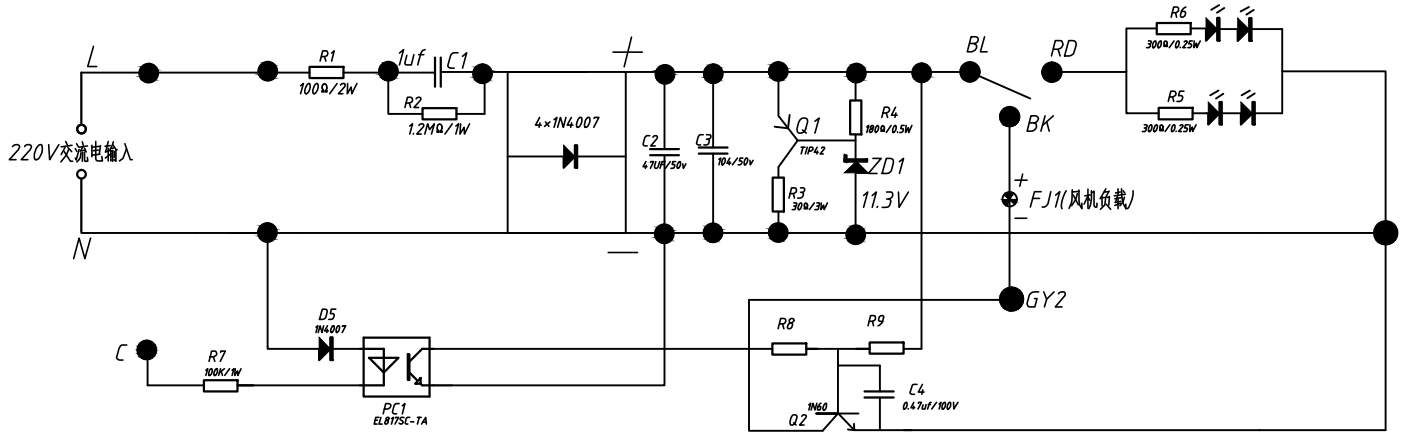 L
R1
100Ω/2W
1uf
C1
R2
1.2MΩ/1W
+
4×1N4007
C2
47UF/50v
C3
104/50v
Q1
TIP42
R3
30Ω/3W
R4
180Ω/0.5W
ZD1
11.3V
BL
RD
BK
R6
300Ω/0.25W
R5
300Ω/0.25W
220V交流电输入
N
—
+
FJ1(风机负载)
—
GY2
D5
1N4007
C
R7
100K/1W
PC1
EL817SC-TA
R8
R9
C4
0.47uf/100V
1N60
Q2